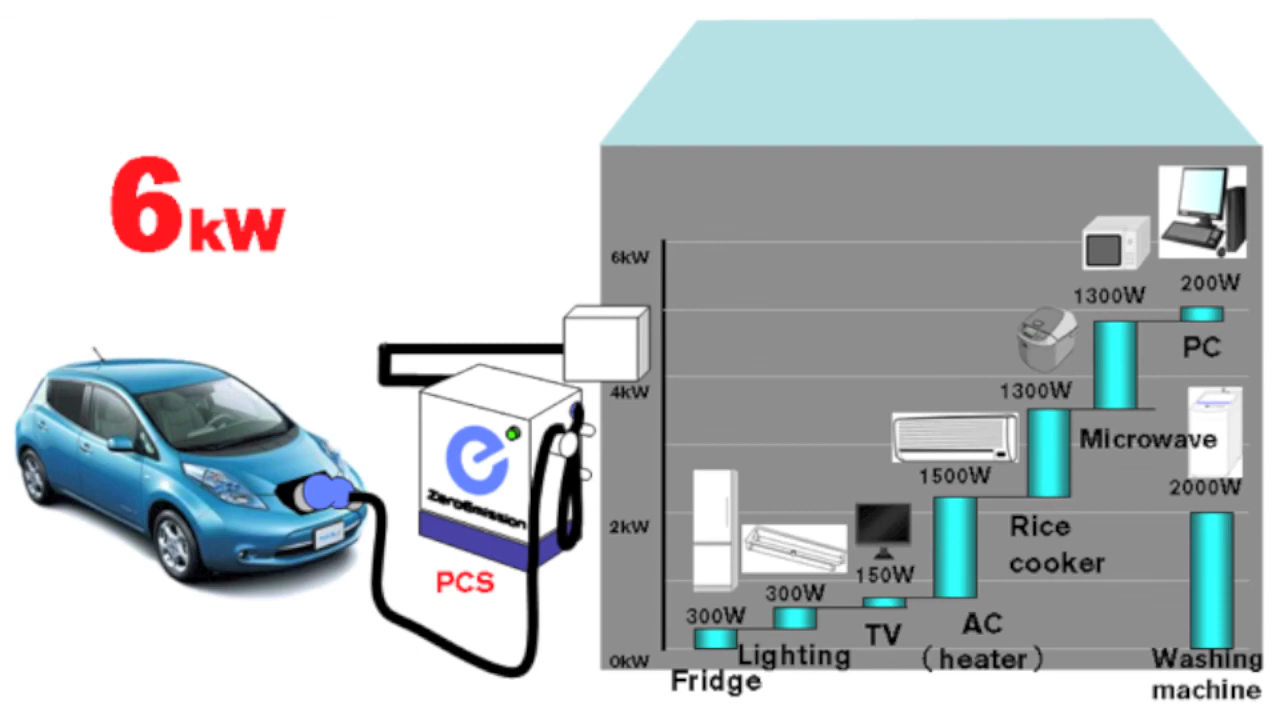 6kW
ZeroEmission
PCS
6kW
4kW
2kW
0kW
300W
Fridge
300W
Lighting
150W
TV
1500W
AC
(heater)
1300W
Rice
cooker
1300W
Microwave
200W
PC
2000W
Washing
machine